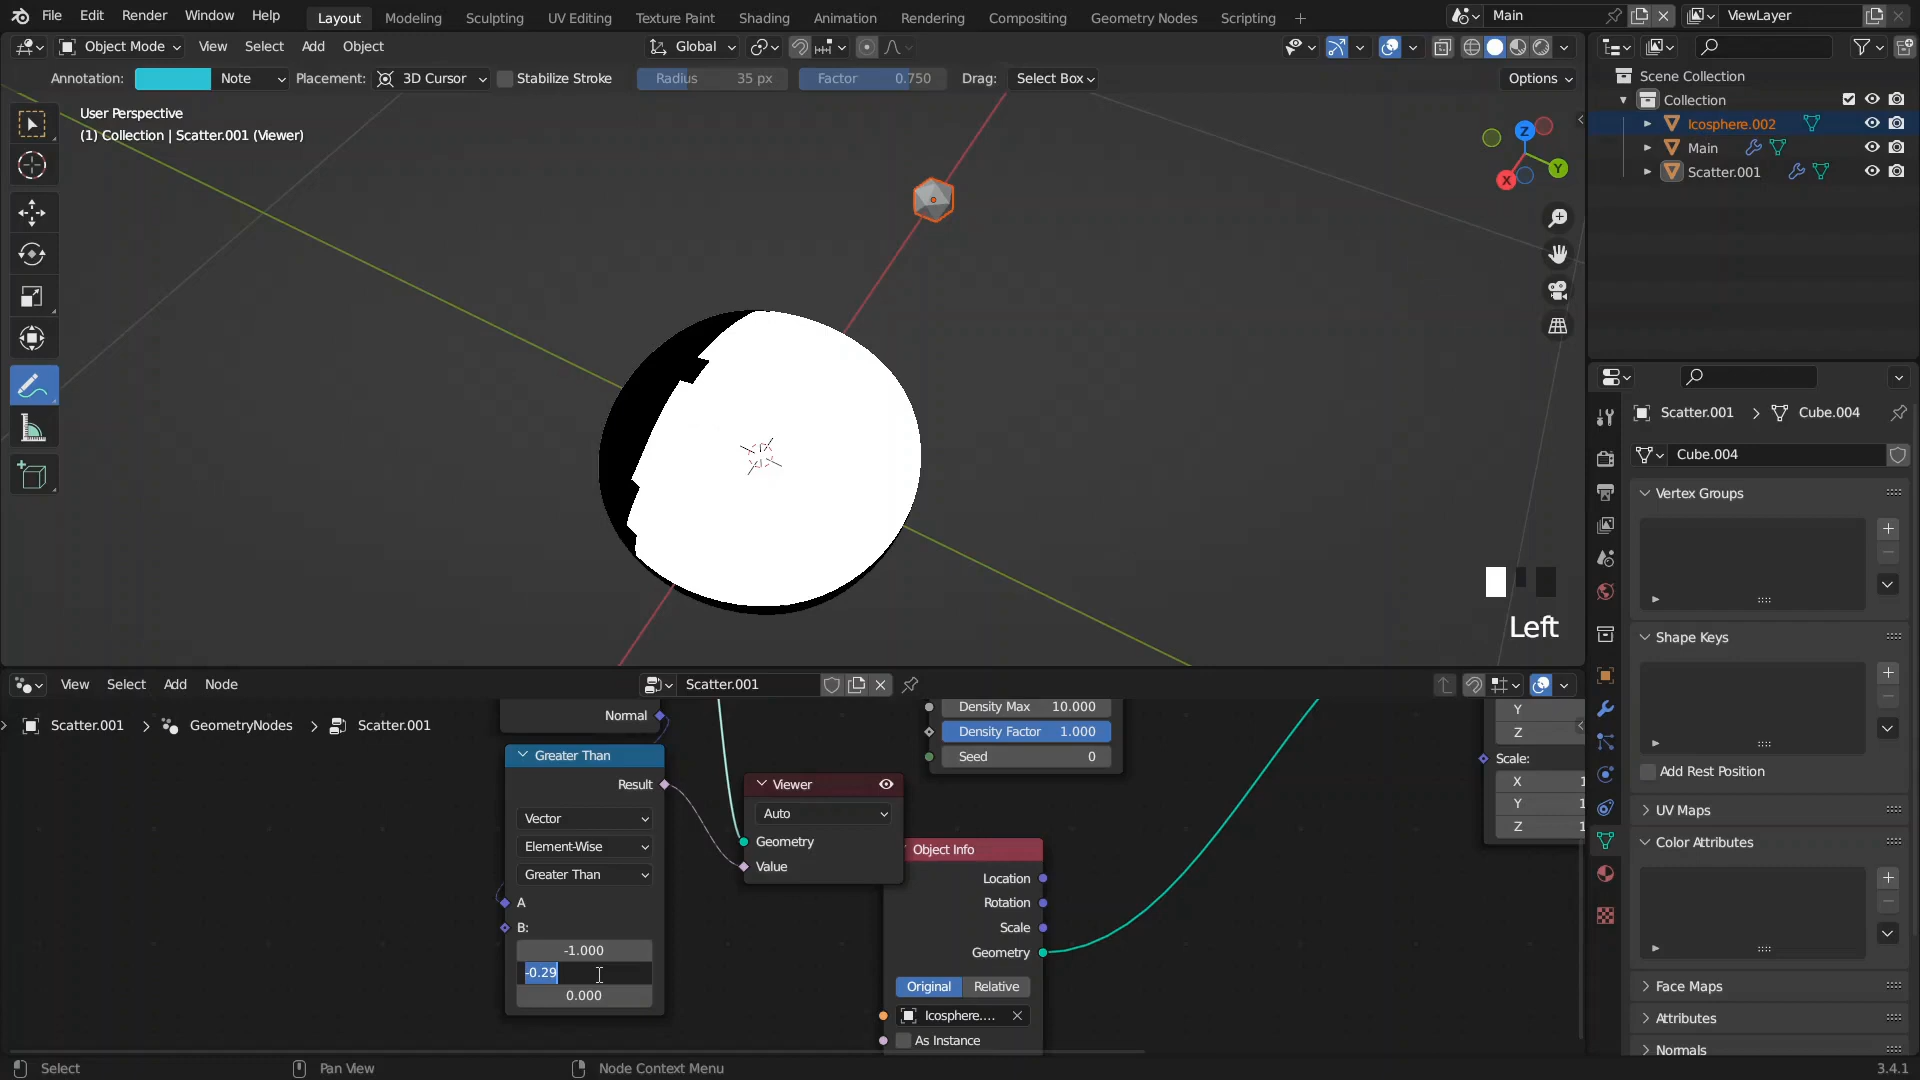 File Edit Render Window Help Layout Modeling Sculpting UV Editing Texture Paint Shading Animation Rendering Compositing Geometry Nodes Scripting + Main ViewLayer
Object Mode View Select Add Object Global
Annotation: Note Placement: 3D Cursor Stabilize Stroke Radius 35 px Factor 0.750 Drag: Select Box Options
User Perspective
(1) Collection | Scatter.001 (Viewer)
Z
Y
X
Left
Scene Collection
Collection
Icosphere.002
Main
Scatter.001
Scatter.001 > Cube.004
Cube.004
Vertex Groups
Shape Keys
Add Rest Position
UV Maps
Color Attributes
Face Maps
Attributes
Normals
View Select Add Node Scatter.001
Scatter.001 > GeometryNodes > Scatter.001
Normal
Greater Than
Result
Vector
Element-Wise
Greater Than
A
B:
-1.000
-0.29
0.000
Viewer
Auto
Geometry
Value
Density Max 10.000
Density Factor 1.000
Seed 0
Object Info
Location
Rotation
Scale
Geometry
Original Relative
Icosphere....
As Instance
Y
Z
Scale:
X 1
Y 1
Z 1
Select Pan View Node Context Menu 3.4.1